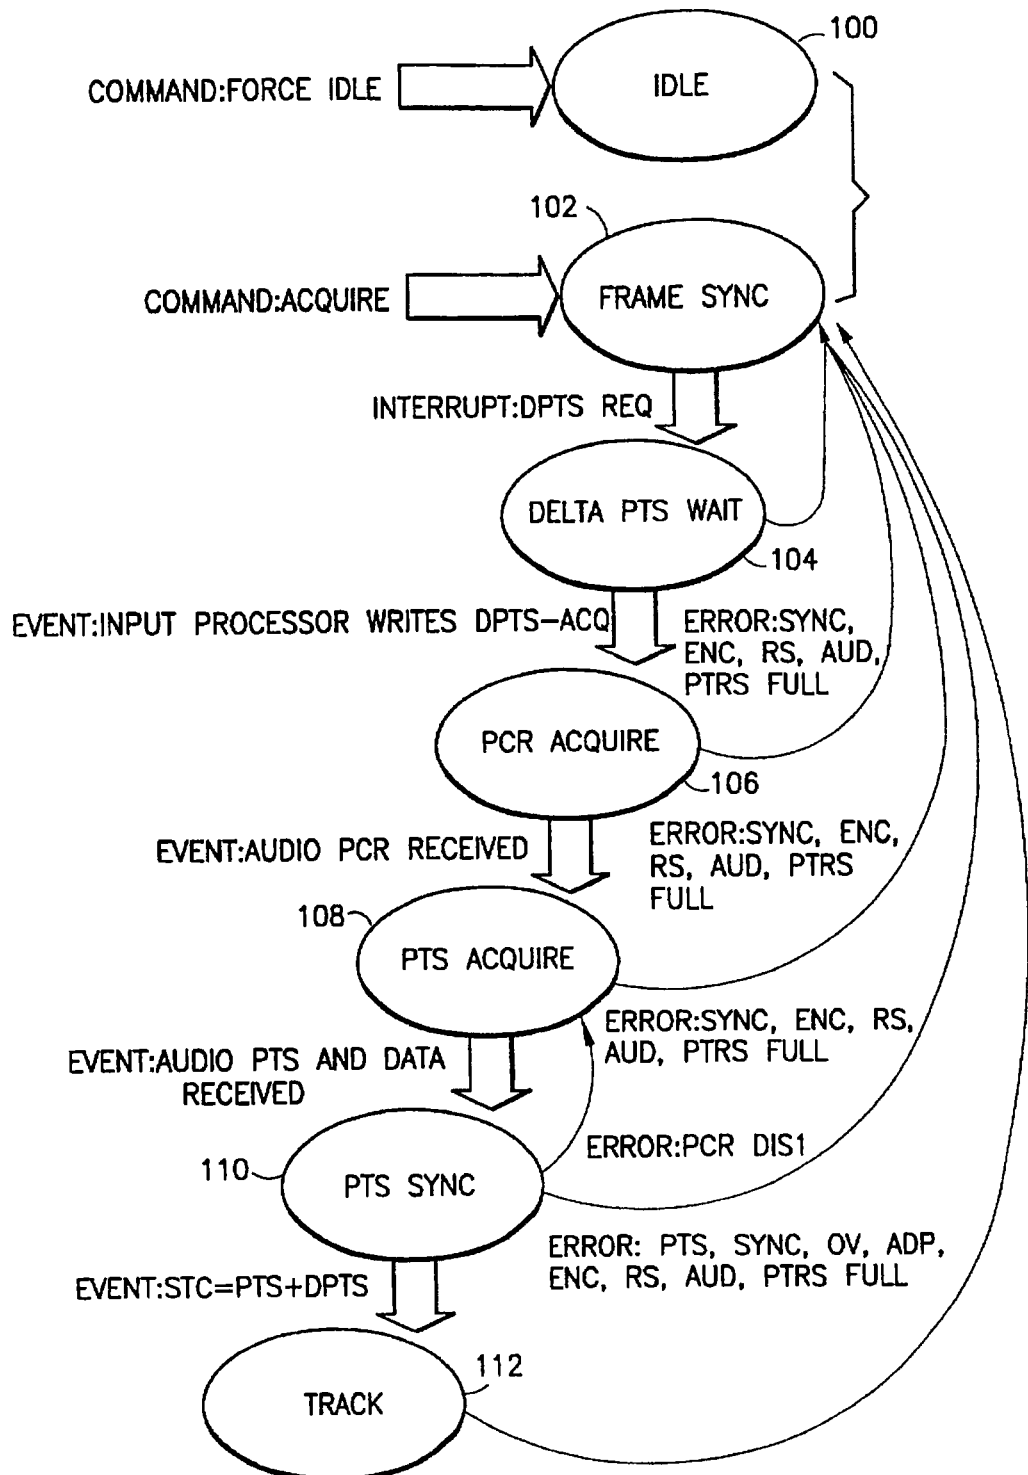 100
COMMAND:FORCE IDLE
IDLE
102
COMMAND:ACQUIRE
FRAME SYNC
INTERRUPT:DPTS REQ
DELTA PTS WAIT
104
EVENT:INPUT PROCESSOR WRITES DPTS-ACQ
ERROR:SYNC,
ENC, RS, AUD,
PTRS FULL
PCR ACQUIRE
106
EVENT:AUDIO PCR RECEIVED
ERROR:SYNC, ENC,
RS, AUD, PTRS
FULL
108
PTS ACQUIRE
ERROR:SYNC, ENC, RS,
AUD, PTRS FULL
EVENT:AUDIO PTS AND DATA
RECEIVED
ERROR:PCR DIS1
110
PTS SYNC
ERROR: PTS, SYNC, OV, ADP,
ENC, RS, AUD, PTRS FULL
EVENT:STC=PTS+DPTS
112
TRACK